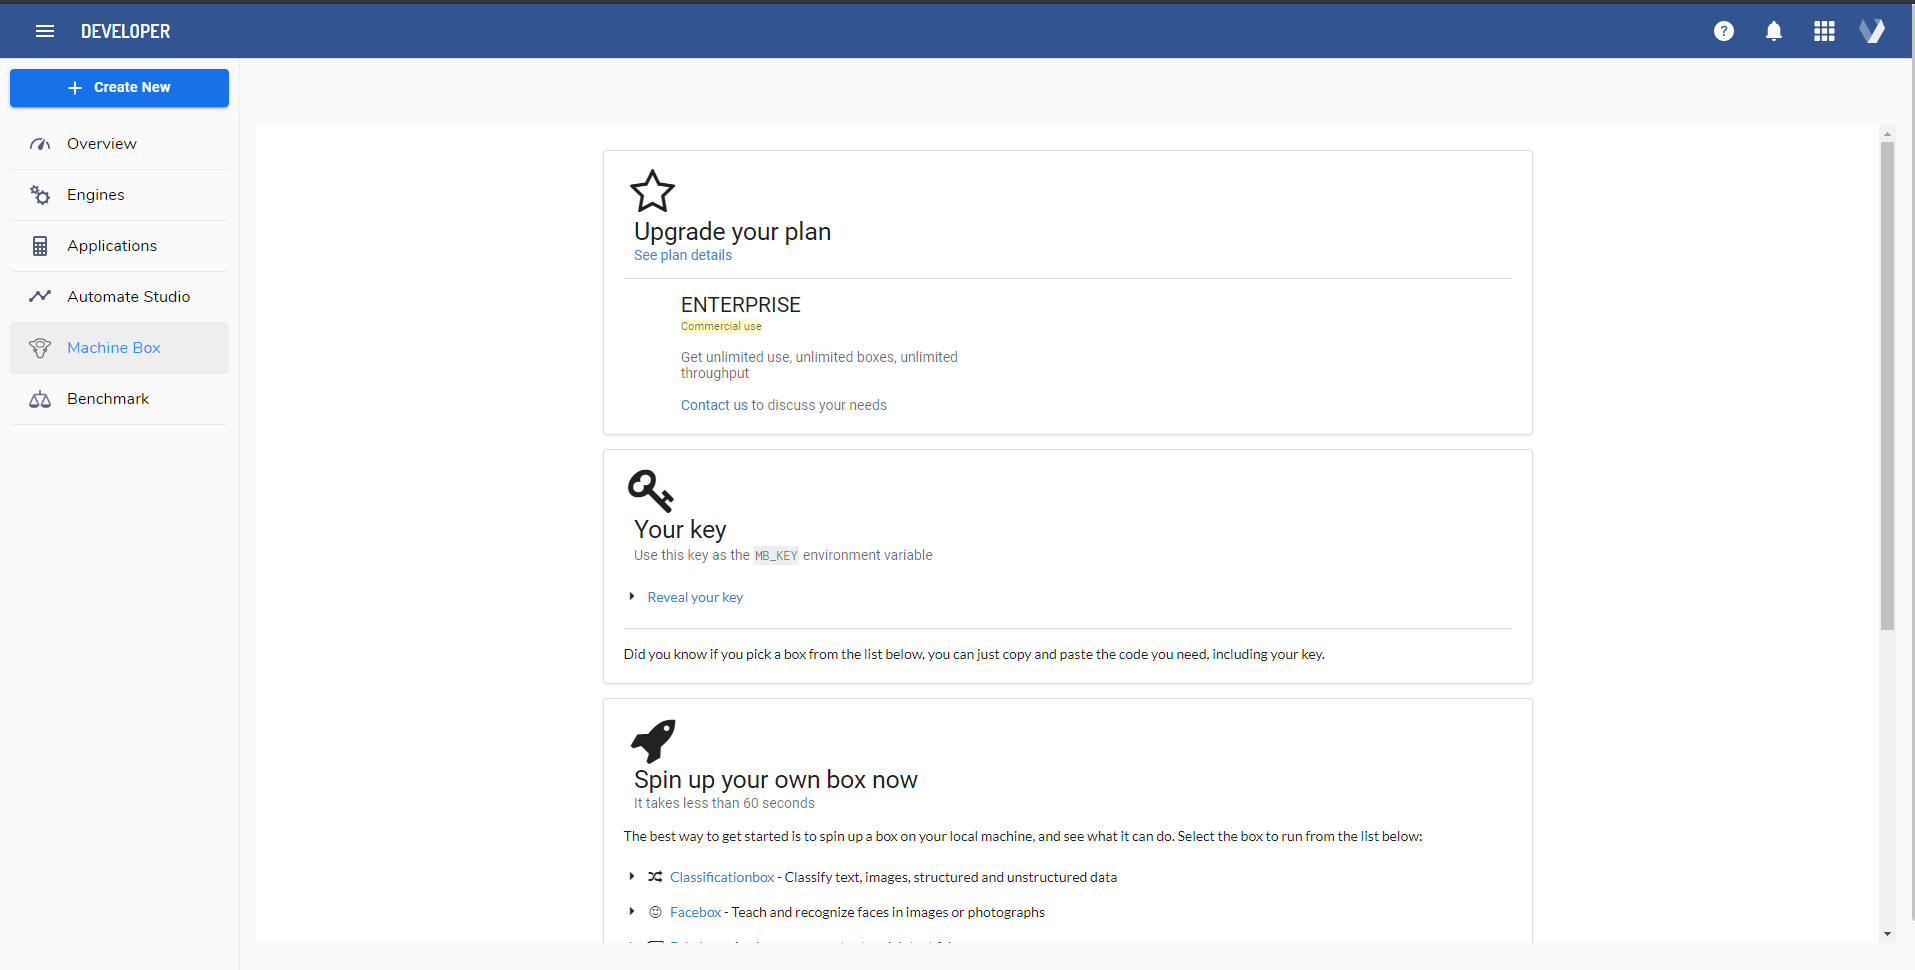 DEVELOPER
?
Create New
Overview
Engines
Applications
Automate Studio
Machine Box
Benchmark
Upgrade your plan
See plan details
ENTERPRISE
Commercial use
Get unlimited use, unlimited boxes, unlimited
throughput
Contact us to discuss your needs
Your key
Use this key as the MB_KEY environment variable
Reveal your key
Did you know if you pick a box from the list below, you can just copy and paste the code you need, including your key.
Spin up your own box now
It takes less than 60 seconds
The best way to get started is to spin up a box on your local machine, and see what it can do. Select the box to run from the list below:
Classificationbox - Classify text, images, structured and unstructured data
Facebox - Teach and recognize faces in images or photographs